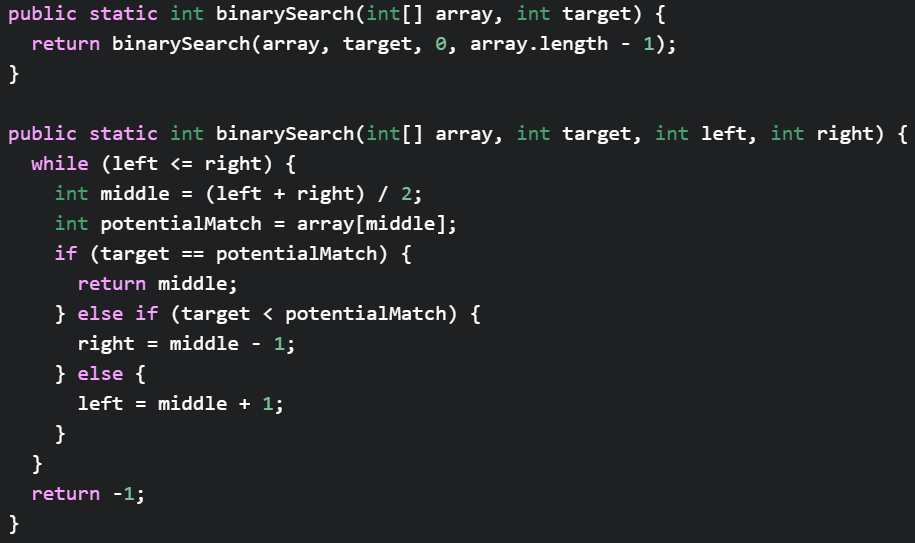 public static int binarySearch(int[] array, int target) {
  return binarySearch(array, target, 0, array.length - 1);
}

public static int binarySearch(int[] array, int target, int left, int right) {
  while (left <= right) {
    int middle = (left + right) / 2;
    int potentialMatch = array[middle];
    if (target == potentialMatch) {
      return middle;
    } else if (target < potentialMatch) {
      right = middle - 1;
    } else {
      left = middle + 1;
    }
  }
  return -1;
}